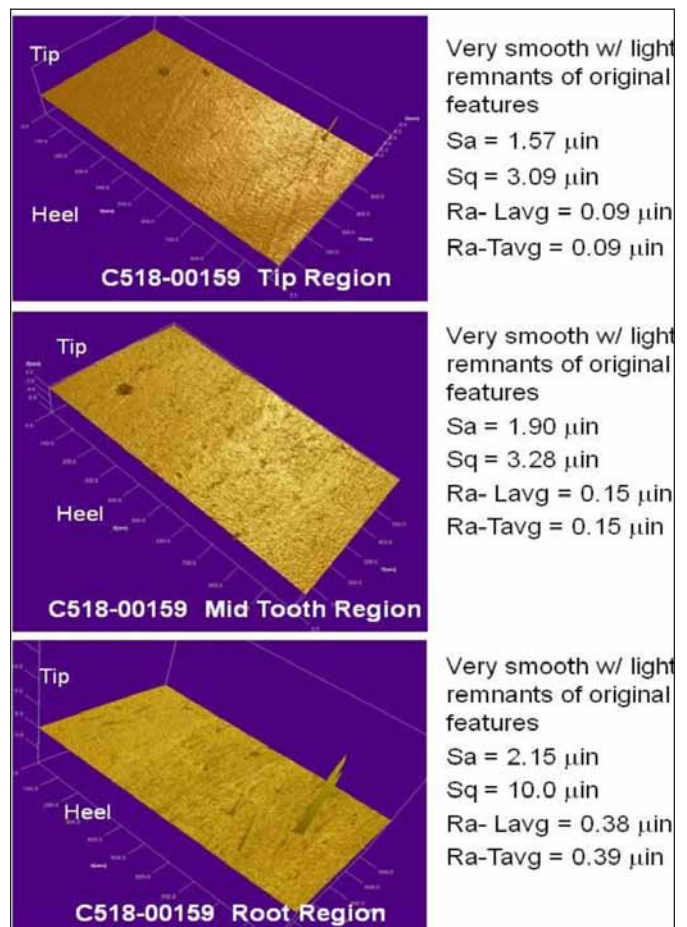 Tip
Heel
C518-00159 Tip Region
Very smooth w/ light
remnants of original
features
Sa = 1.57 μin
Sq = 3.09 μin
Ra- Lavg = 0.09 μin
Ra-Tavg = 0.09 μin
Tip
Heel
C518-00159 Mid Tooth Region
Very smooth w/ light
remnants of original
features
Sa = 1.90 μin
Sq = 3.28 μin
Ra- Lavg = 0.15 μin
Ra-Tavg = 0.15 μin
Tip
Heel
C518-00159 Root Region
Very smooth w/ light
remnants of original
features
Sa = 2.15 μin
Sq = 10.0 μin
Ra- Lavg = 0.38 μin
Ra-Tavg = 0.39 μin